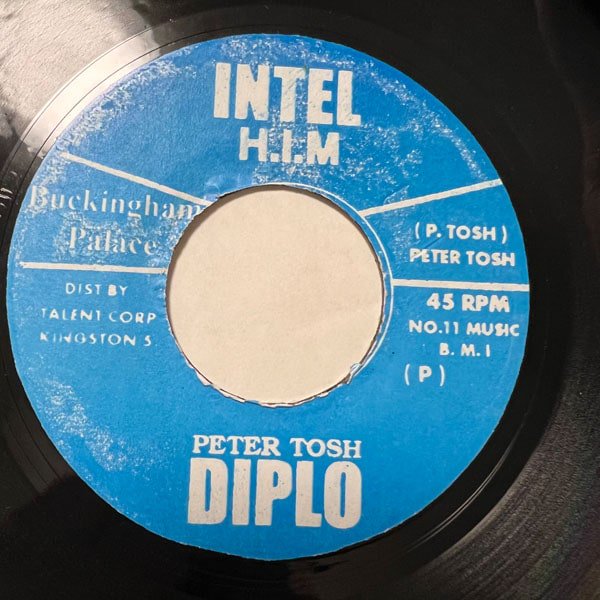 INTEL
H.I.M
Buckingham
Palace
( P. TOSH )
PETER TOSH
DIST BY
TALENT CORP
KINGSTON 5
45 RPM
NO.11 MUSIC
B. M. I
( P )
PETER TOSH
DIPLO